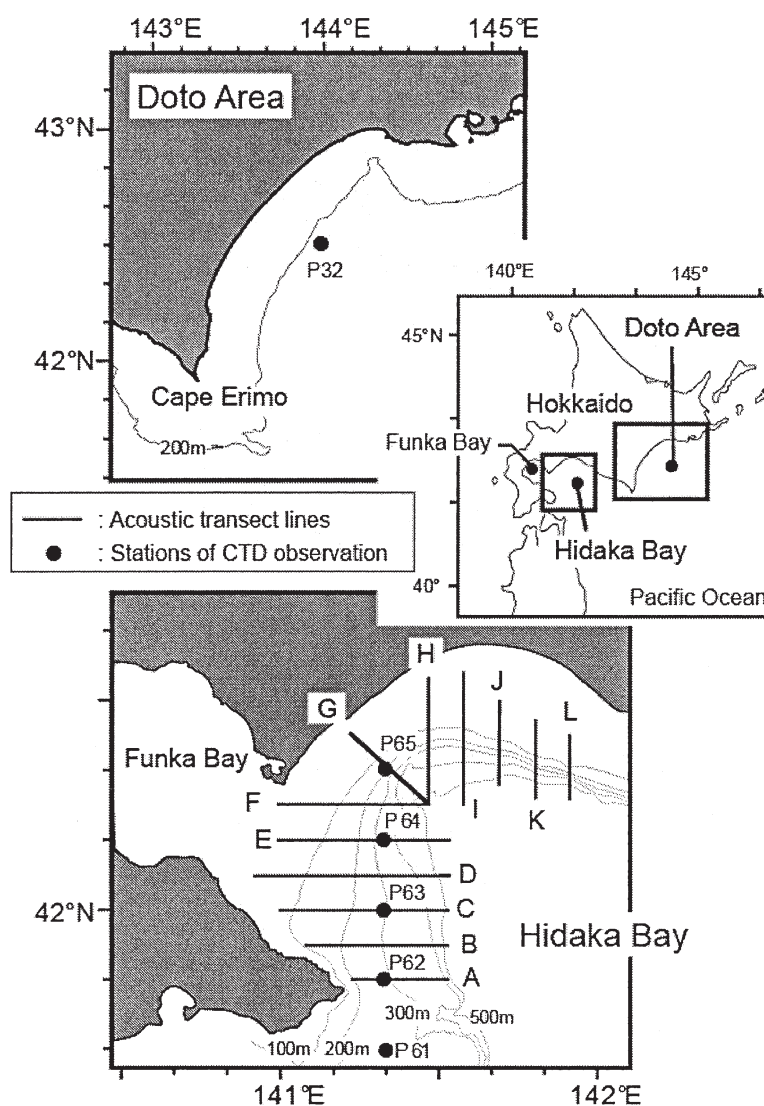 143°E 144°E 145°E
Doto Area
43°N
P32
42°N
Cape Erimo
200m
140°E 145°
45°N
Doto Area
Hokkaido
Funka Bay
Hidaka Bay
40°
Pacific Ocean
: Acoustic transect lines
: Stations of CTD observation
H
G
J
L
P65
Funka Bay
F
I
K
P64
E
D
P63
42°N
C
Hidaka Bay
B
P62
A
300m
500m
100m 200m
P61
141°E 142°E